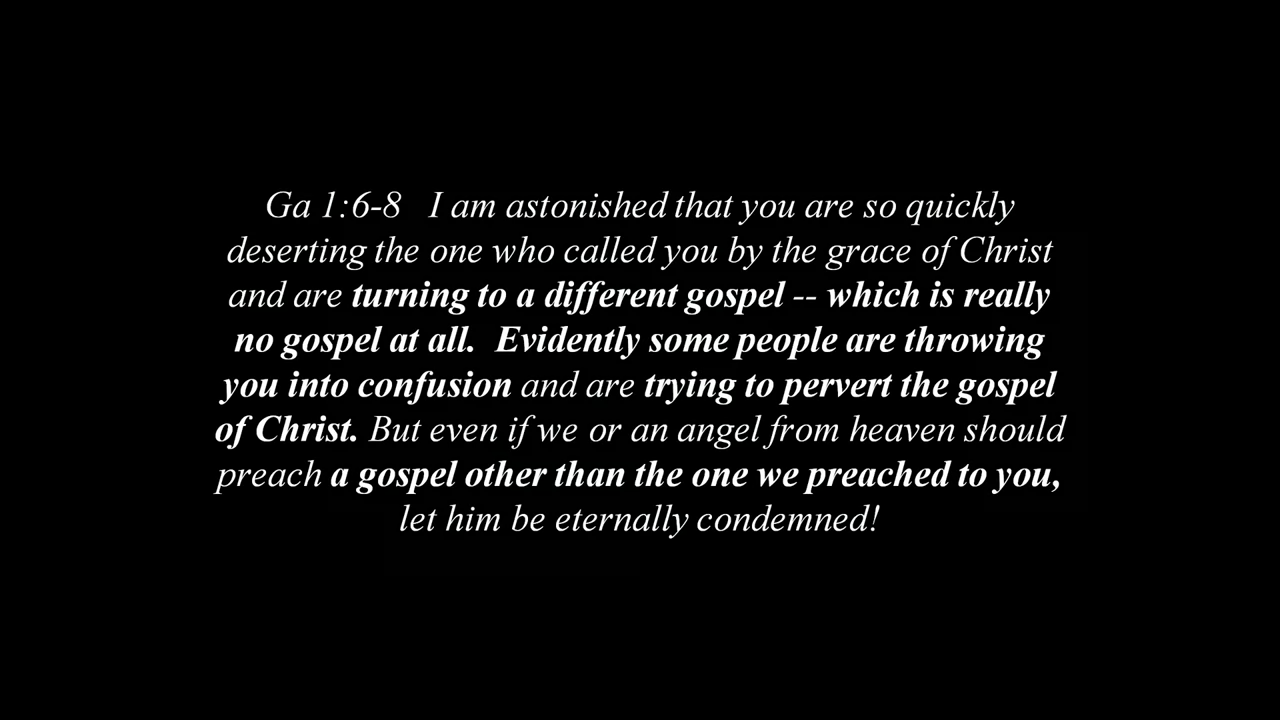 Ga 1:6-8   I am astonished that you are so quickly
deserting the one who called you by the grace of Christ
and are turning to a different gospel -- which is really
no gospel at all.  Evidently some people are throwing
you into confusion and are trying to pervert the gospel
of Christ. But even if we or an angel from heaven should
preach a gospel other than the one we preached to you,
let him be eternally condemned!